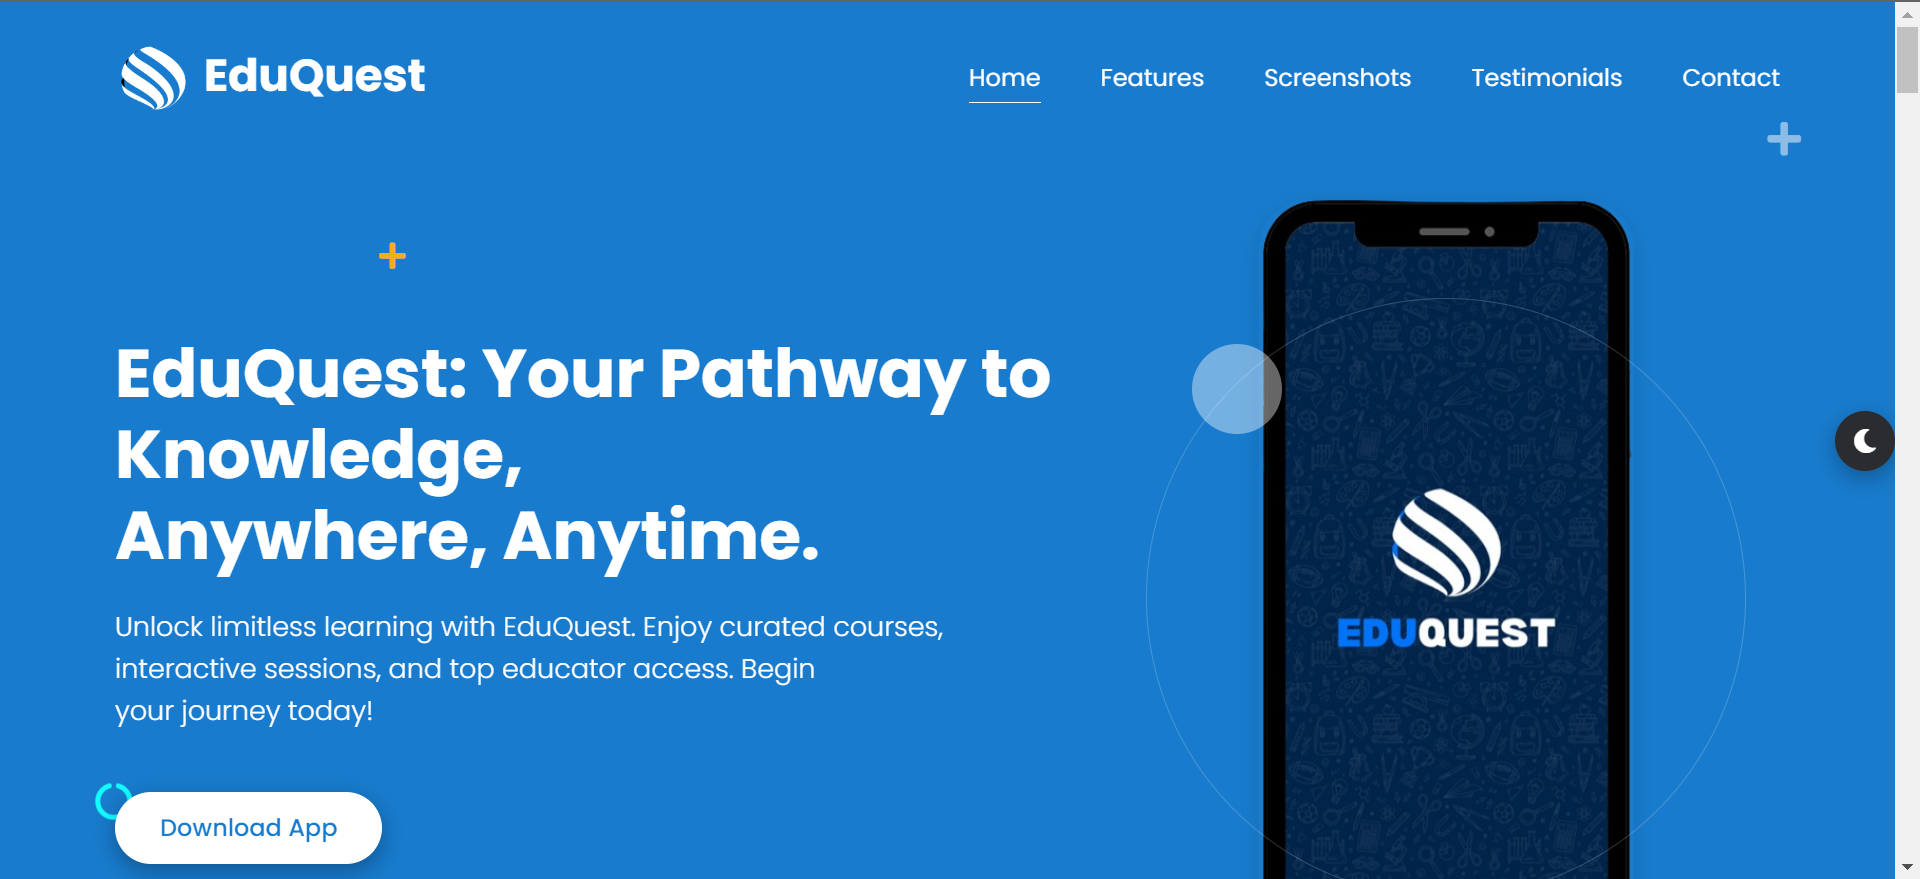 EduQuest
Home
Features
Screenshots
Testimonials
Contact
EduQuest: Your Pathway to
Knowledge,
Anywhere, Anytime.
Unlock limitless learning with EduQuest. Enjoy curated courses,
interactive sessions, and top educator access. Begin
your journey today!
Download App
EDUQUEST